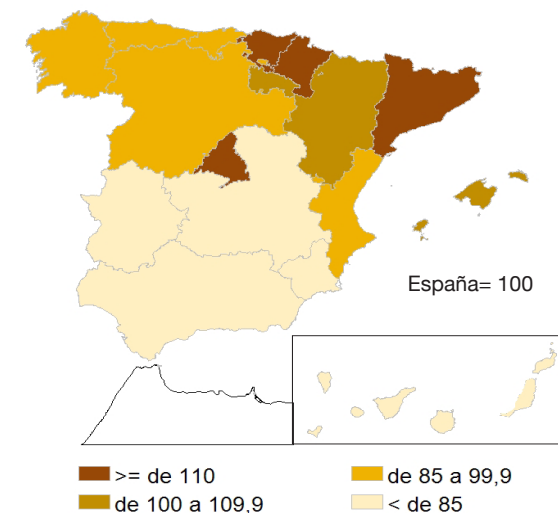 España= 100
>= de 110
de 85 a 99,9
de 100 a 109,9
< de 85